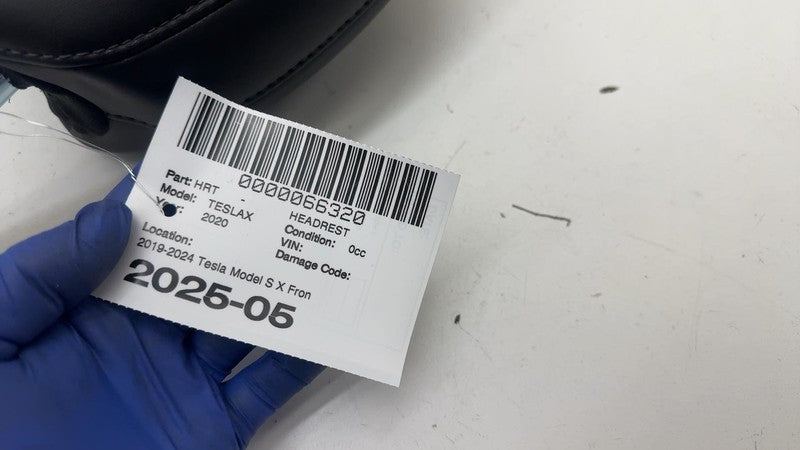 0000066320
Part: HRT - HEADREST
Model: TESLAX Condition: 0cc
Year: 2020 VIN:
Damage Code:
Location:
2019-2024 Tesla Model S X Fron
2025-05